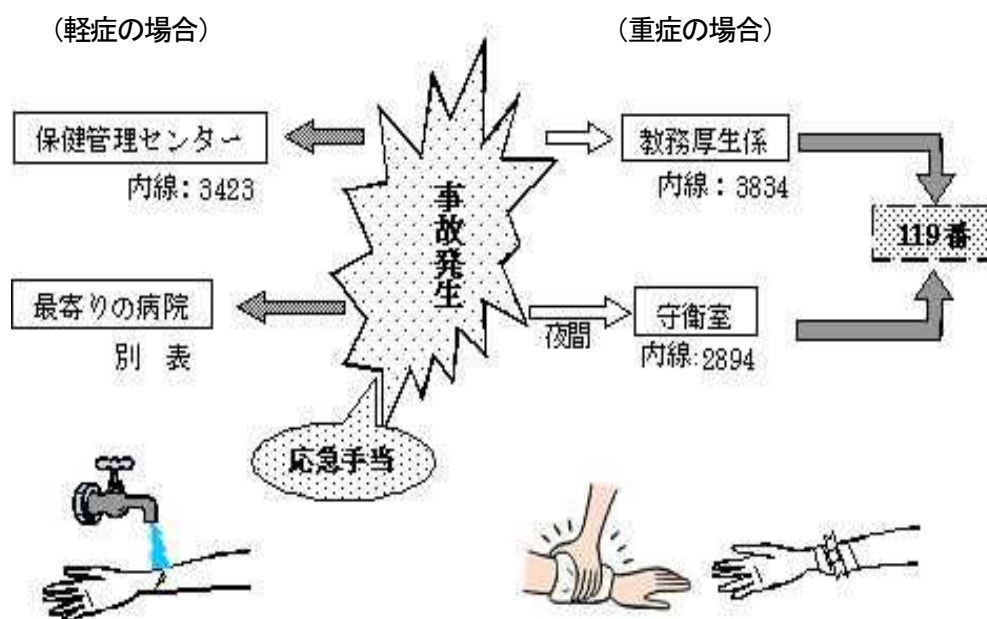 (軽症の場合)
(重症の場合)
保健管理センター
内線：3423
教務厚生係
内線：3834
事故発生
119番
最寄りの病院
別 表
夜間
守衛室
内線:2894
応急手当